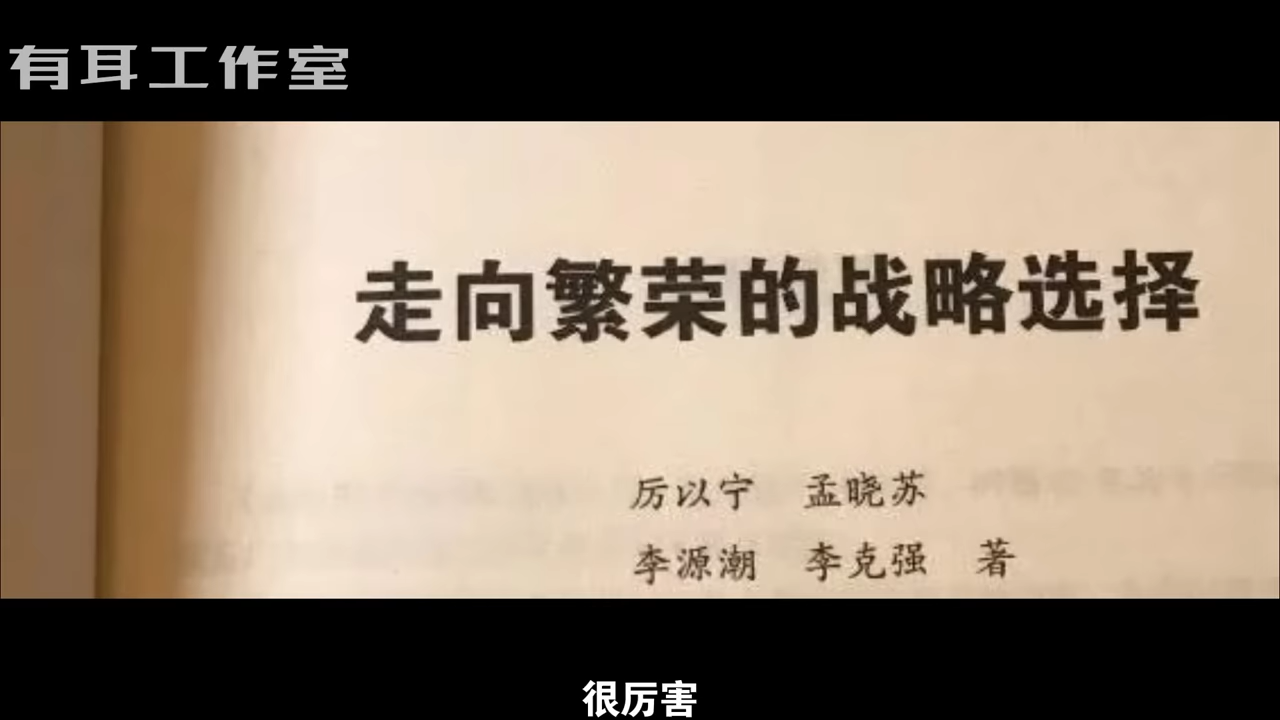 有耳工作室
走向繁荣的战略选择
厉以宁 孟晓苏
李源潮 李克强 著
很厉害